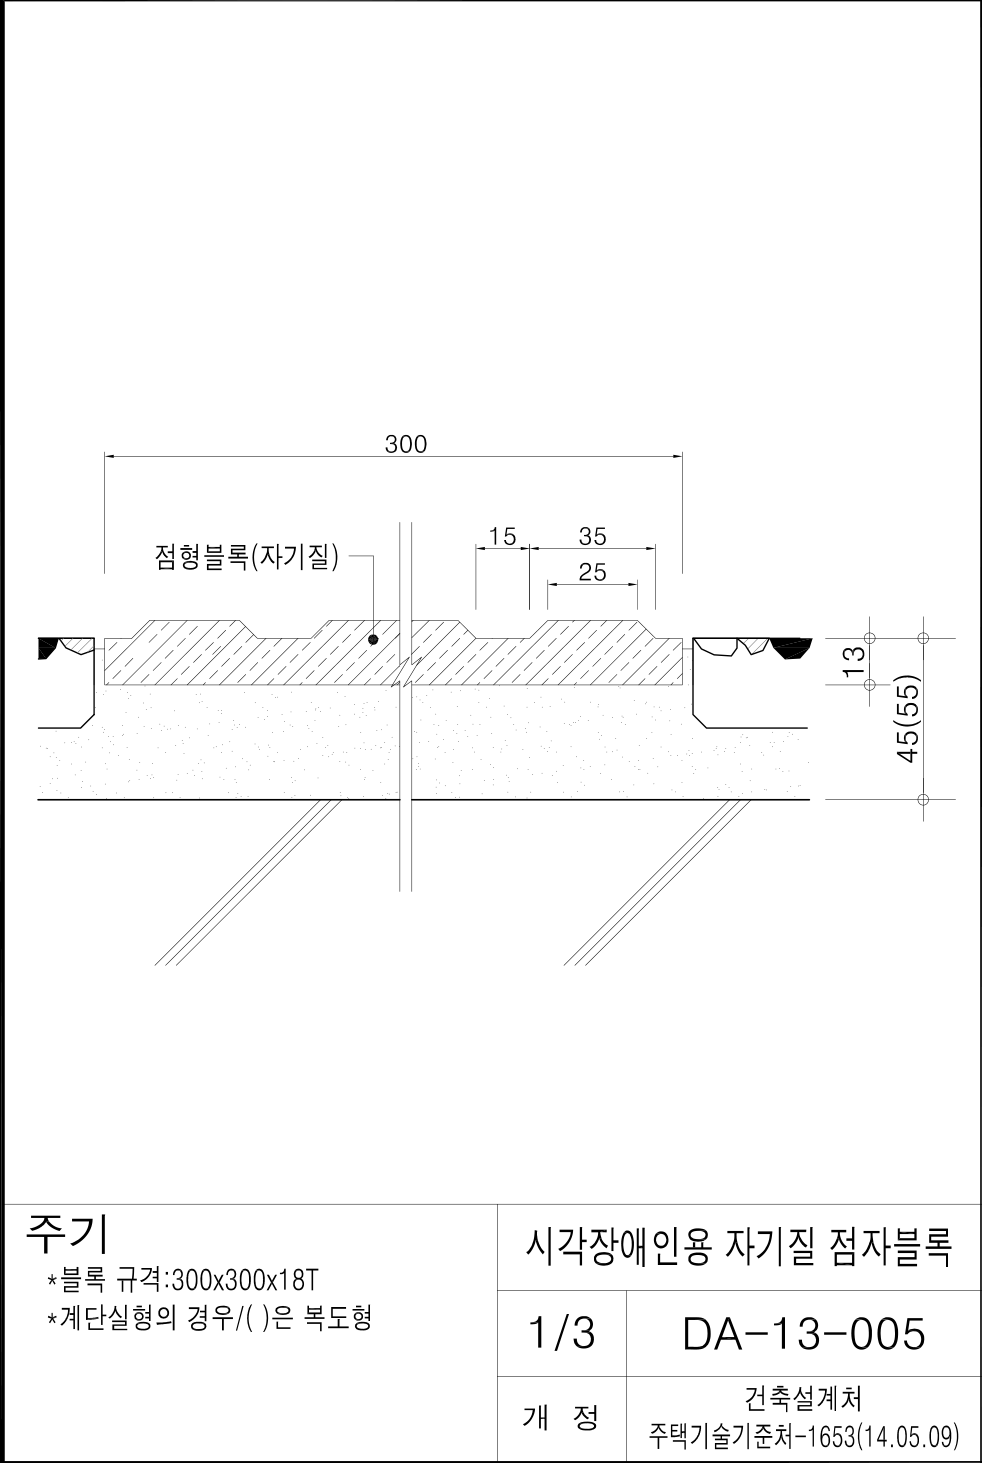 300
15
35
25
점형블록(자기질)
13
45(55)
주기
*블록 규격:300x300x18T
*계단실형의 경우/( )은 복도형
시각장애인용 자기질 점자블록
1/3
DA-13-005
개 정
건축설계처
주택기술기준처-1653(14.05.09)